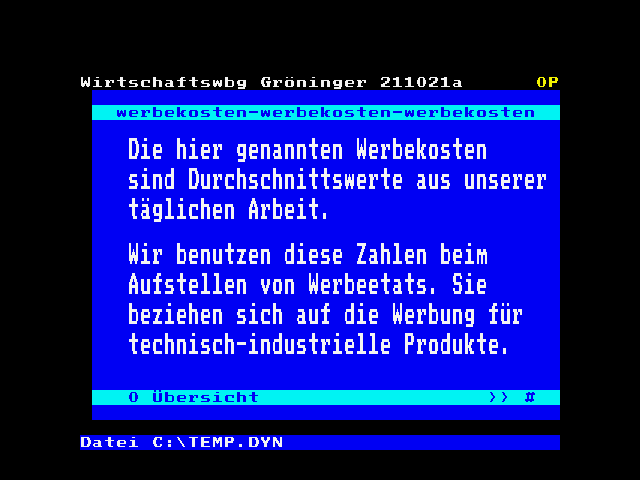 Wirtschaftswbg Gröninger 211021a OP
werbekosten-werbekosten-werbekosten
Die hier genannten Werbekosten
sind Durchschnittswerte aus unserer
täglichen Arbeit.
Wir benutzen diese Zahlen beim
Aufstellen von Werbeetats. Sie
beziehen sich auf die Werbung für
technisch-industrielle Produkte.
0 Übersicht >> #
Datei C:\TEMP.DYN